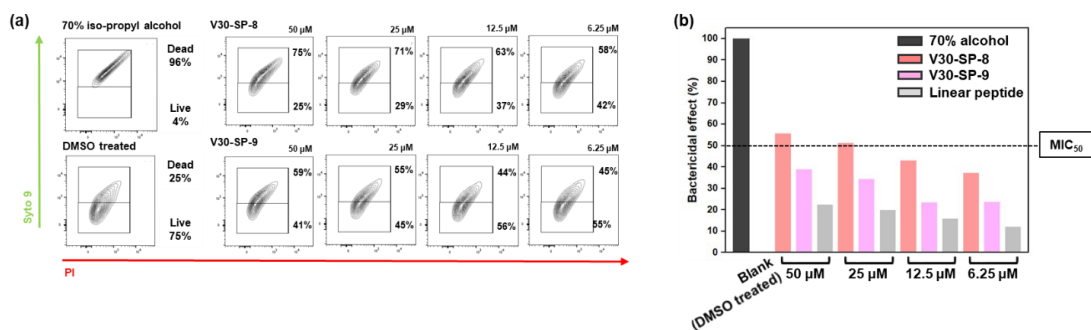 (a)
70% iso-propyl alcohol
V30-SP-8
50 µM
25 µM
12.5 µM
6.25 µM
Dead
96%
Live
4%
75%
25%
71%
29%
63%
37%
58%
42%
DMSO treated
V30-SP-9
50 µM
25 µM
12.5 µM
6.25 µM
Dead
25%
Live
75%
59%
41%
55%
45%
44%
56%
45%
55%
Syto 9
PI
(b)
Bactericidal effect (%)
100
90
80
70
60
50
40
30
20
10
0
70% alcohol
V30-SP-8
V30-SP-9
Linear peptide
MIC50
Blank
(DMSO treated)
50 µM
25 µM
12.5 µM
6.25 µM